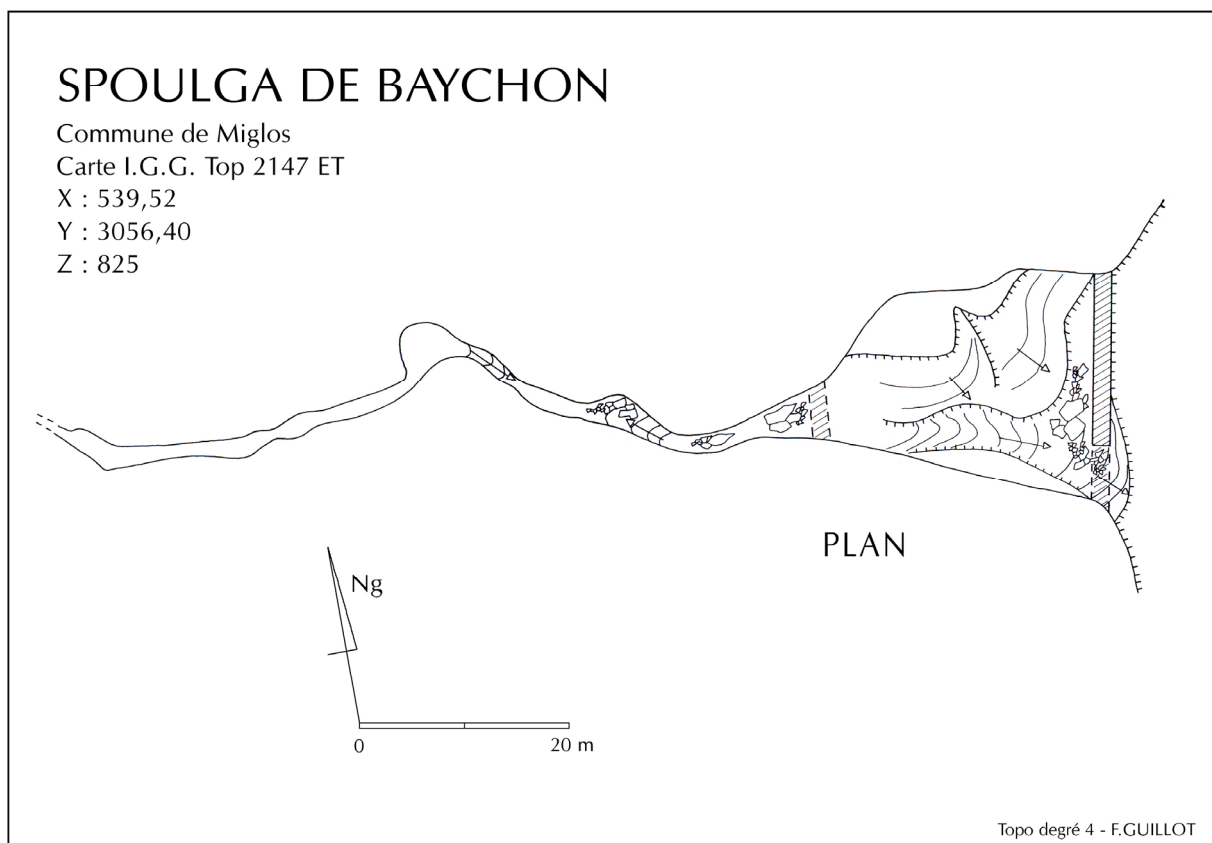 SPOULGA DE BAYCHON
Commune de Miglos
Carte I.G.G. Top 2147 ET
X : 539,52
Y : 3056,40
Z : 825
PLAN
Ng
0 20 m
Topo degré 4 - F.GUILLOT